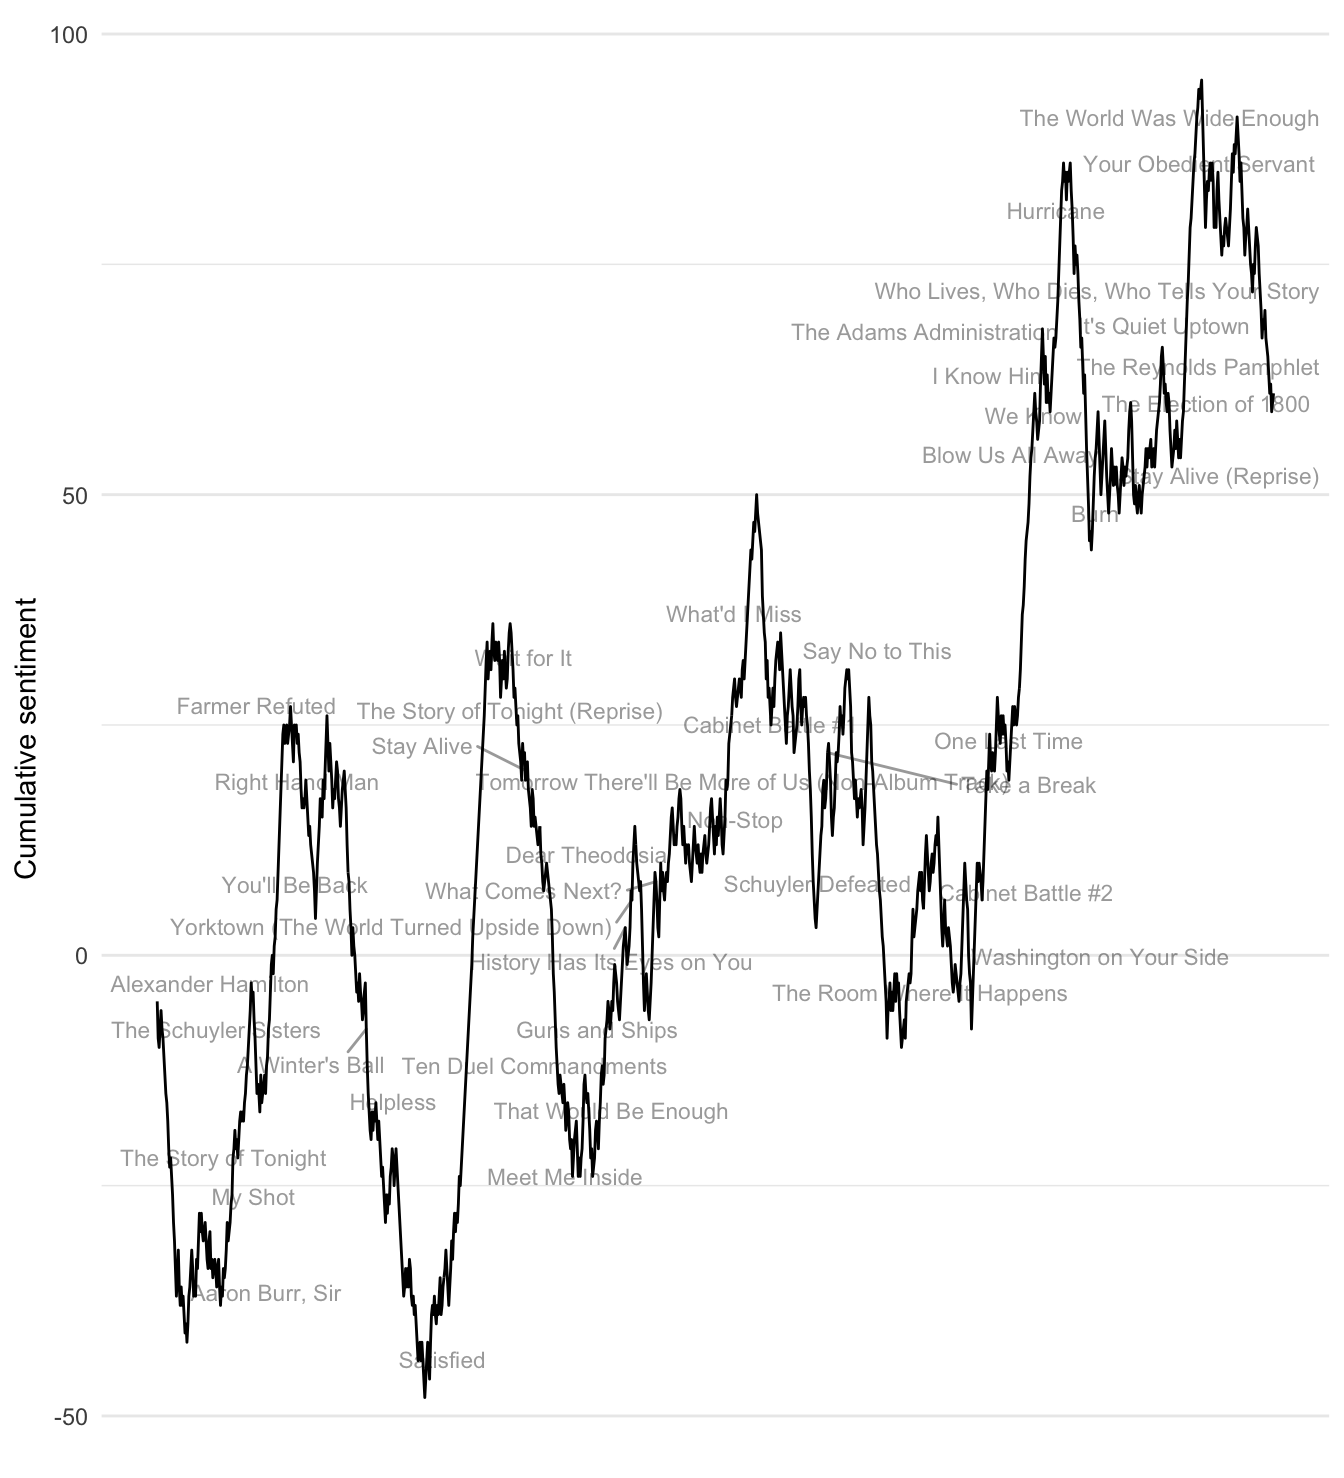 100
The World Was Wide Enough
Your Obedient Servant
Hurricane
Who Lives, Who Dies, Who Tells Your Story
The Adams Administration
It's Quiet Uptown
I Know Him
The Reynolds Pamphlet
We Know
The Election of 1800
Blow Us All Away
Stay Alive (Reprise)
50
Burn
What'd I Miss
Wait for It
Say No to This
Farmer Refuted
The Story of Tonight (Reprise)
Cabinet Battle #1
One Last Time
Stay Alive
Right Hand Man
Tomorrow There'll Be More of Us (Non-Album Track)
Take a Break
Non-Stop
Dear Theodosia
You'll Be Back
What Comes Next?
Schuyler Defeated
Cabinet Battle #2
Yorktown (The World Turned Upside Down)
0
History Has Its Eyes on You
Washington on Your Side
Alexander Hamilton
The Room Where It Happens
The Schuyler Sisters
Guns and Ships
A Winter's Ball
Ten Duel Commandments
Helpless
That Would Be Enough
The Story of Tonight
Meet Me Inside
My Shot
Aaron Burr, Sir
Satisfied
-50
Cumulative sentiment